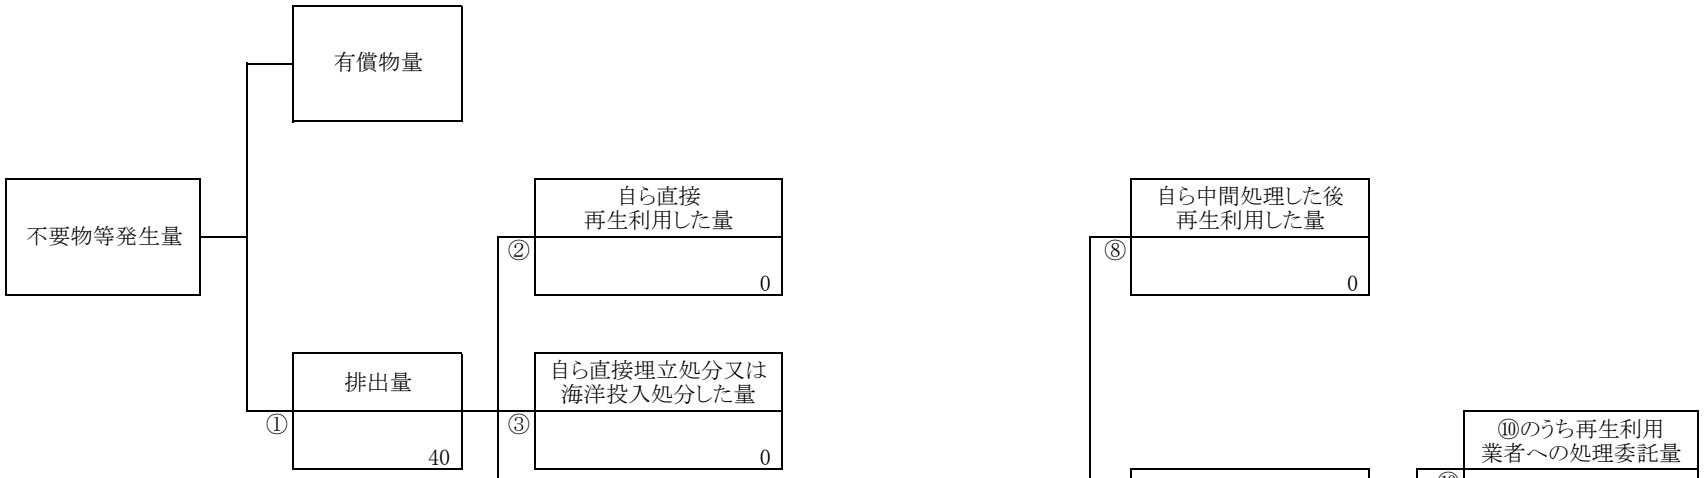 有償物量
不要物等発生量
自ら直接
再生利用した量
②
0
自ら中間処理した後
再生利用した量
⑧
0
排出量
①
40
自ら直接埋立処分又は
海洋投入処分した量
③
0
⑩のうち再生利用
業者への処理委託量